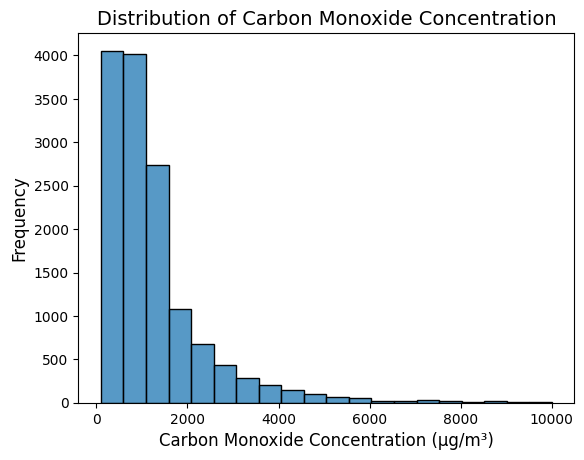 Distribution of Carbon Monoxide Concentration
4000
3500
3000
2500
2000
1500
1000
500
0
Frequency
0 2000 4000 6000 8000 10000
Carbon Monoxide Concentration (µg/m³)